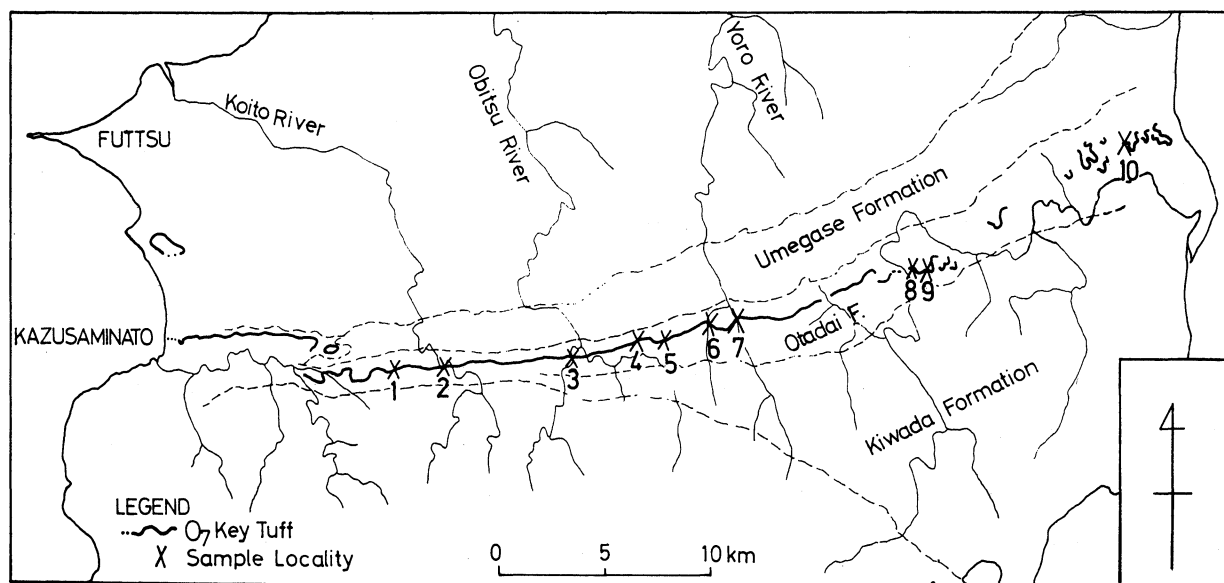 Koito River
Obitsu River
Yoro River
FUTTSU
Umegase Formation
KAZUSAMINATO
Otadai F.
Kiwada Formation
1
2
3
4
5
6
7
8
9
10
LEGEND
O7 Key Tuff
X Sample Locality
0 5 10 km